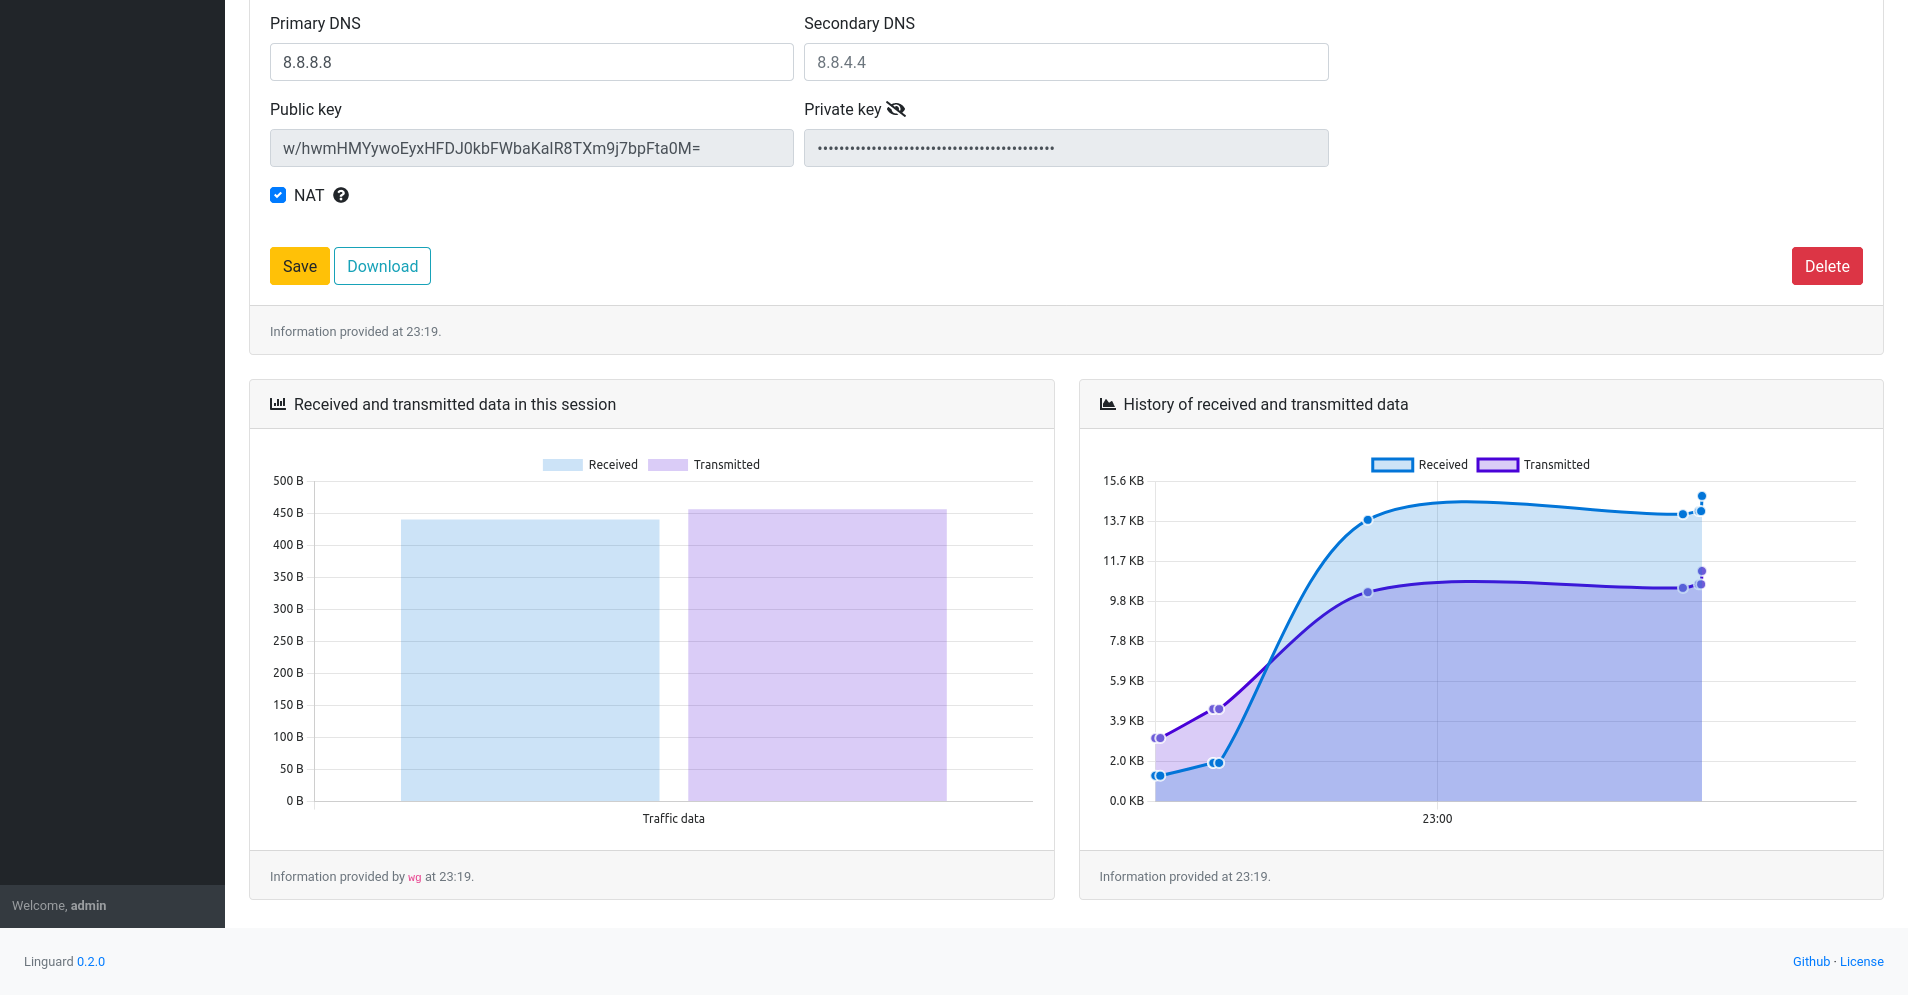 Primary DNS Secondary DNS
8.8.8.8 8.8.4.4
Public key Private key
w/hwmHMYywoEyxHFDJ0kbFWbaKaIR8TXm9j7bpFta0M= •••••••••••••••••••••••••••••••••••••••••••
NAT
Save Download Delete
Information provided at 23:19.
Received and transmitted data in this session
Received Transmitted
500 B
450 B
400 B
350 B
300 B
250 B
200 B
150 B
100 B
50 B
0 B
Traffic data
Information provided by wg at 23:19.
History of received and transmitted data
Received Transmitted
15.6 KB
13.7 KB
11.7 KB
9.8 KB
7.8 KB
5.9 KB
3.9 KB
2.0 KB
0.0 KB
23:00
Information provided at 23:19.
Welcome, admin
Linguard 0.2.0
Github · License